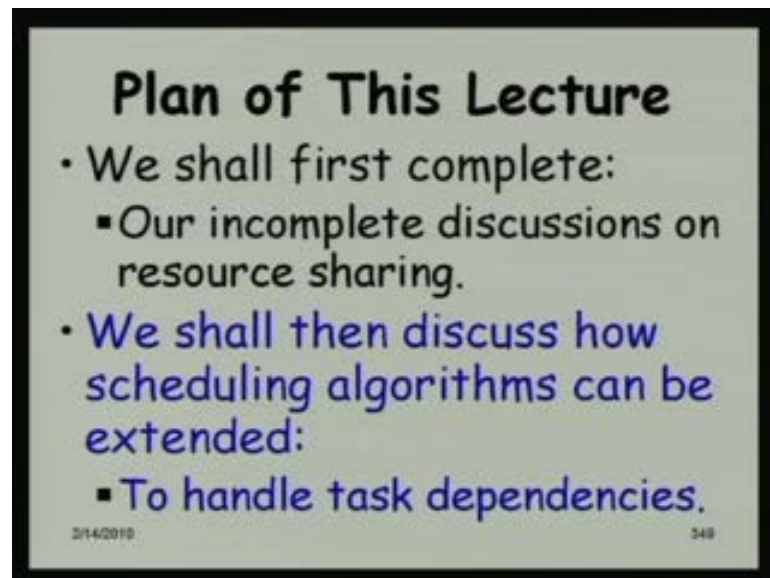 Plan of This Lecture
• We shall first complete:
▪Our incomplete discussions on
resource sharing.
• We shall then discuss how
scheduling algorithms can be
extended:
▪To handle task dependencies.
2/14/2010
349